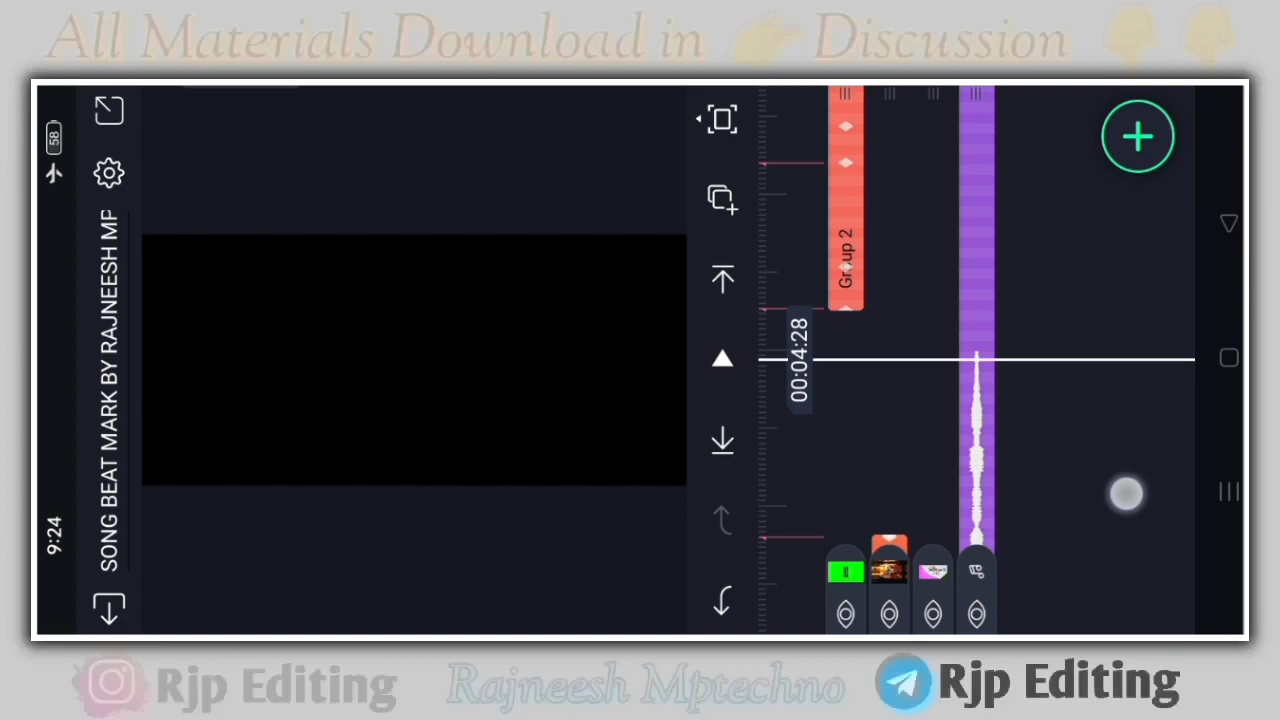 All Materials Download in 👉 Discussion 👇 👇
58
9:24
SONG BEAT MARK BY RAJNEESH MP
00:04:28
Group 2
Rjp Editing
Rajneesh Mptechno
Rjp Editing